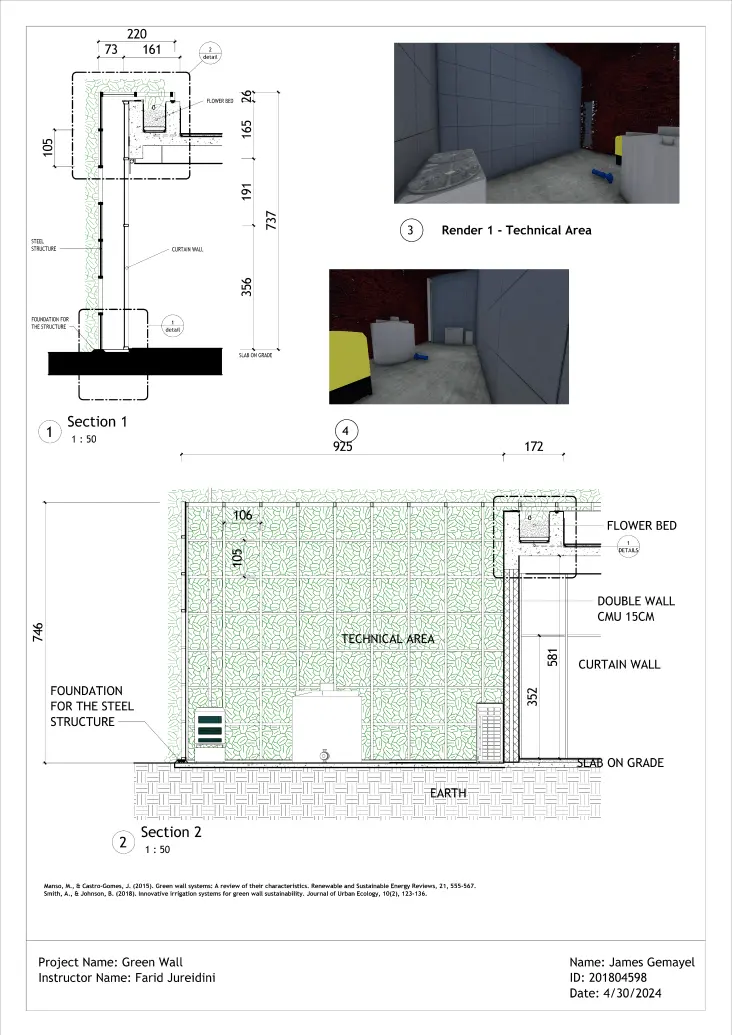 220
73 161
2
detail
FLOWER BED
26
165
105
191
737
STEEL
STRUCTURE
CURTAIN WALL
356
FOUNDATION FOR
THE STRUCTURE
1
detail
SLAB ON GRADE
1 Section 1
1 : 50
3 Render 1 - Technical Area
4
925 172
106
105
FLOWER BED
1
DETAILS
DOUBLE WALL
CMU 15CM
746
TECHNICAL AREA
581
CURTAIN WALL
352
FOUNDATION
FOR THE STEEL
STRUCTURE
SLAB ON GRADE
EARTH
2 Section 2
1 : 50
Manso, M., & Castro-Gomes, J. (2015). Green wall systems: A review of their characteristics. Renewable and Sustainable Energy Reviews, 21, 555-567.
Smith, A., & Johnson, B. (2018). Innovative irrigation systems for green wall sustainability. Journal of Urban Ecology, 10(2), 123-136.
Project Name: Green Wall
Instructor Name: Farid Jureidini
Name: James Gemayel
ID: 201804598
Date: 4/30/2024